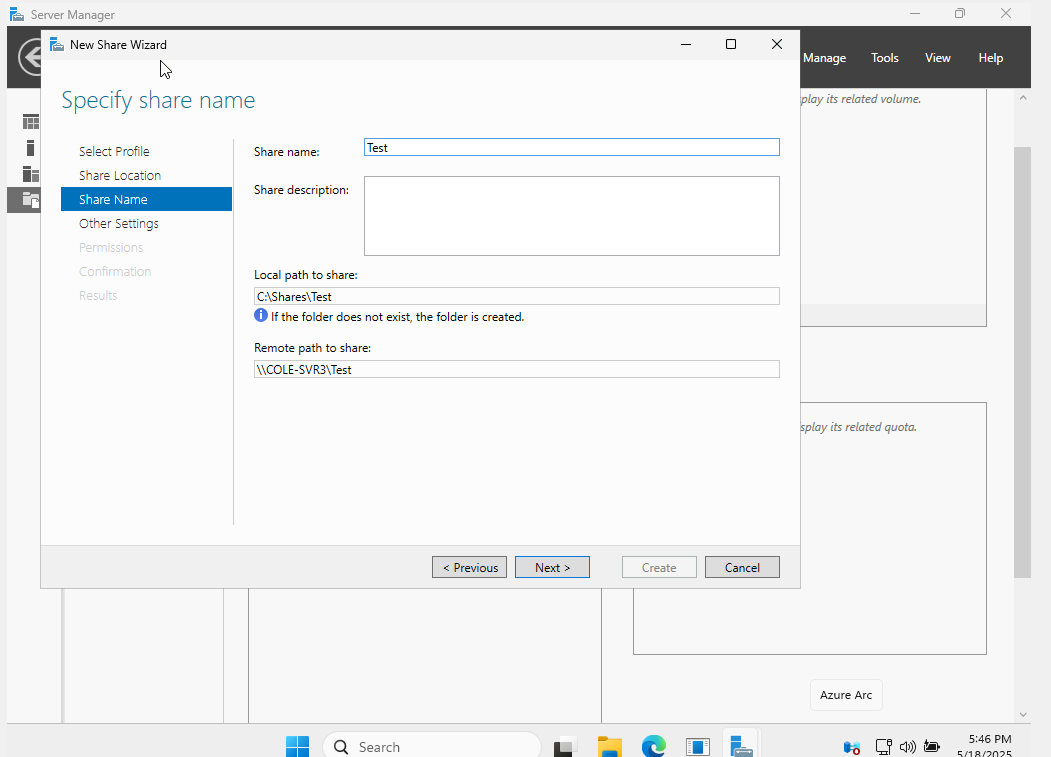 Server Manager
New Share Wizard
Manage
Tools
View
Help
Specify share name
play its related volume.
Select Profile
Share Location
Share Name
Other Settings
Permissions
Confirmation
Results
Share name:
Test
Share description:
Local path to share:
C:\Shares\Test
If the folder does not exist, the folder is created.
Remote path to share:
\\COLE-SVR3\Test
splay its related quota.
< Previous
Next >
Create
Cancel
Azure Arc
Search
5:46 PM
5/18/2025